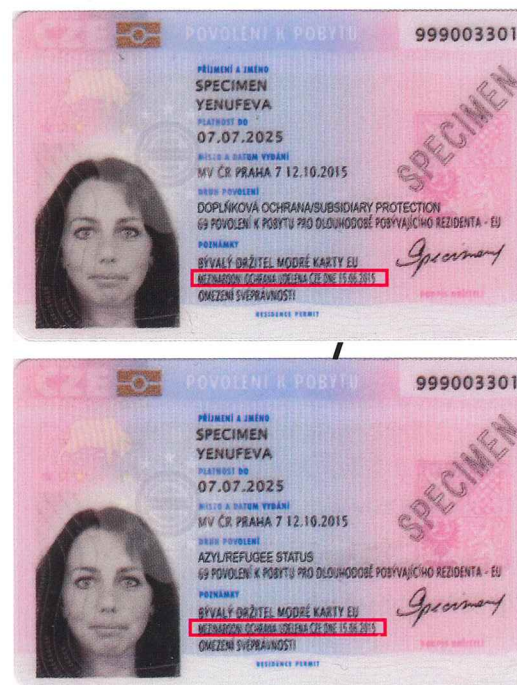 CZE POVOLENÍ K POBYTU 999003301
PŘÍJMENÍ A JMÉNO
SPECIMEN
YENUFEVA
PLATNOST DO
07.07.2025
MÍSTO A DATUM VYDÁNÍ
MV ČR PRAHA 7 12.10.2015
SPECIMEN
DRUH POVOLENÍ
DOPLŇKOVÁ OCHRANA/SUBSIDIARY PROTECTION
69 POVOLENÍ K POBYTU PRO DLOUHODOBĚ POBÝVAJÍCÍHO REZIDENTA - EU
POZNÁMKY
BÝVALÝ DRŽITEL MODRÉ KARTY EU
Specimen
MEZINARODNI OCHRANA UDELENA CZE DNE 15.06.2015
OMEZENÍ SVÉPRÁVNOSTI
RESIDENCE PERMIT
/
CZE POVOLENÍ K POBYTU 999003301
PŘÍJMENÍ A JMÉNO
SPECIMEN
YENUFEVA
PLATNOST DO
07.07.2025
MÍSTO A DATUM VYDÁNÍ
MV ČR PRAHA 7 12.10.2015
SPECIMEN
DRUH POVOLENÍ
AZYL/REFUGEE STATUS
69 POVOLENÍ K POBYTU PRO DLOUHODOBĚ POBÝVAJÍCÍHO REZIDENTA - EU
POZNÁMKY
BÝVALÝ DRŽITEL MODRÉ KARTY EU
Specimen
MEZINARODNI OCHRANA UDELENA CZE DNE 15.06.2015
OMEZENÍ SVÉPRÁVNOSTI
RESIDENCE PERMIT